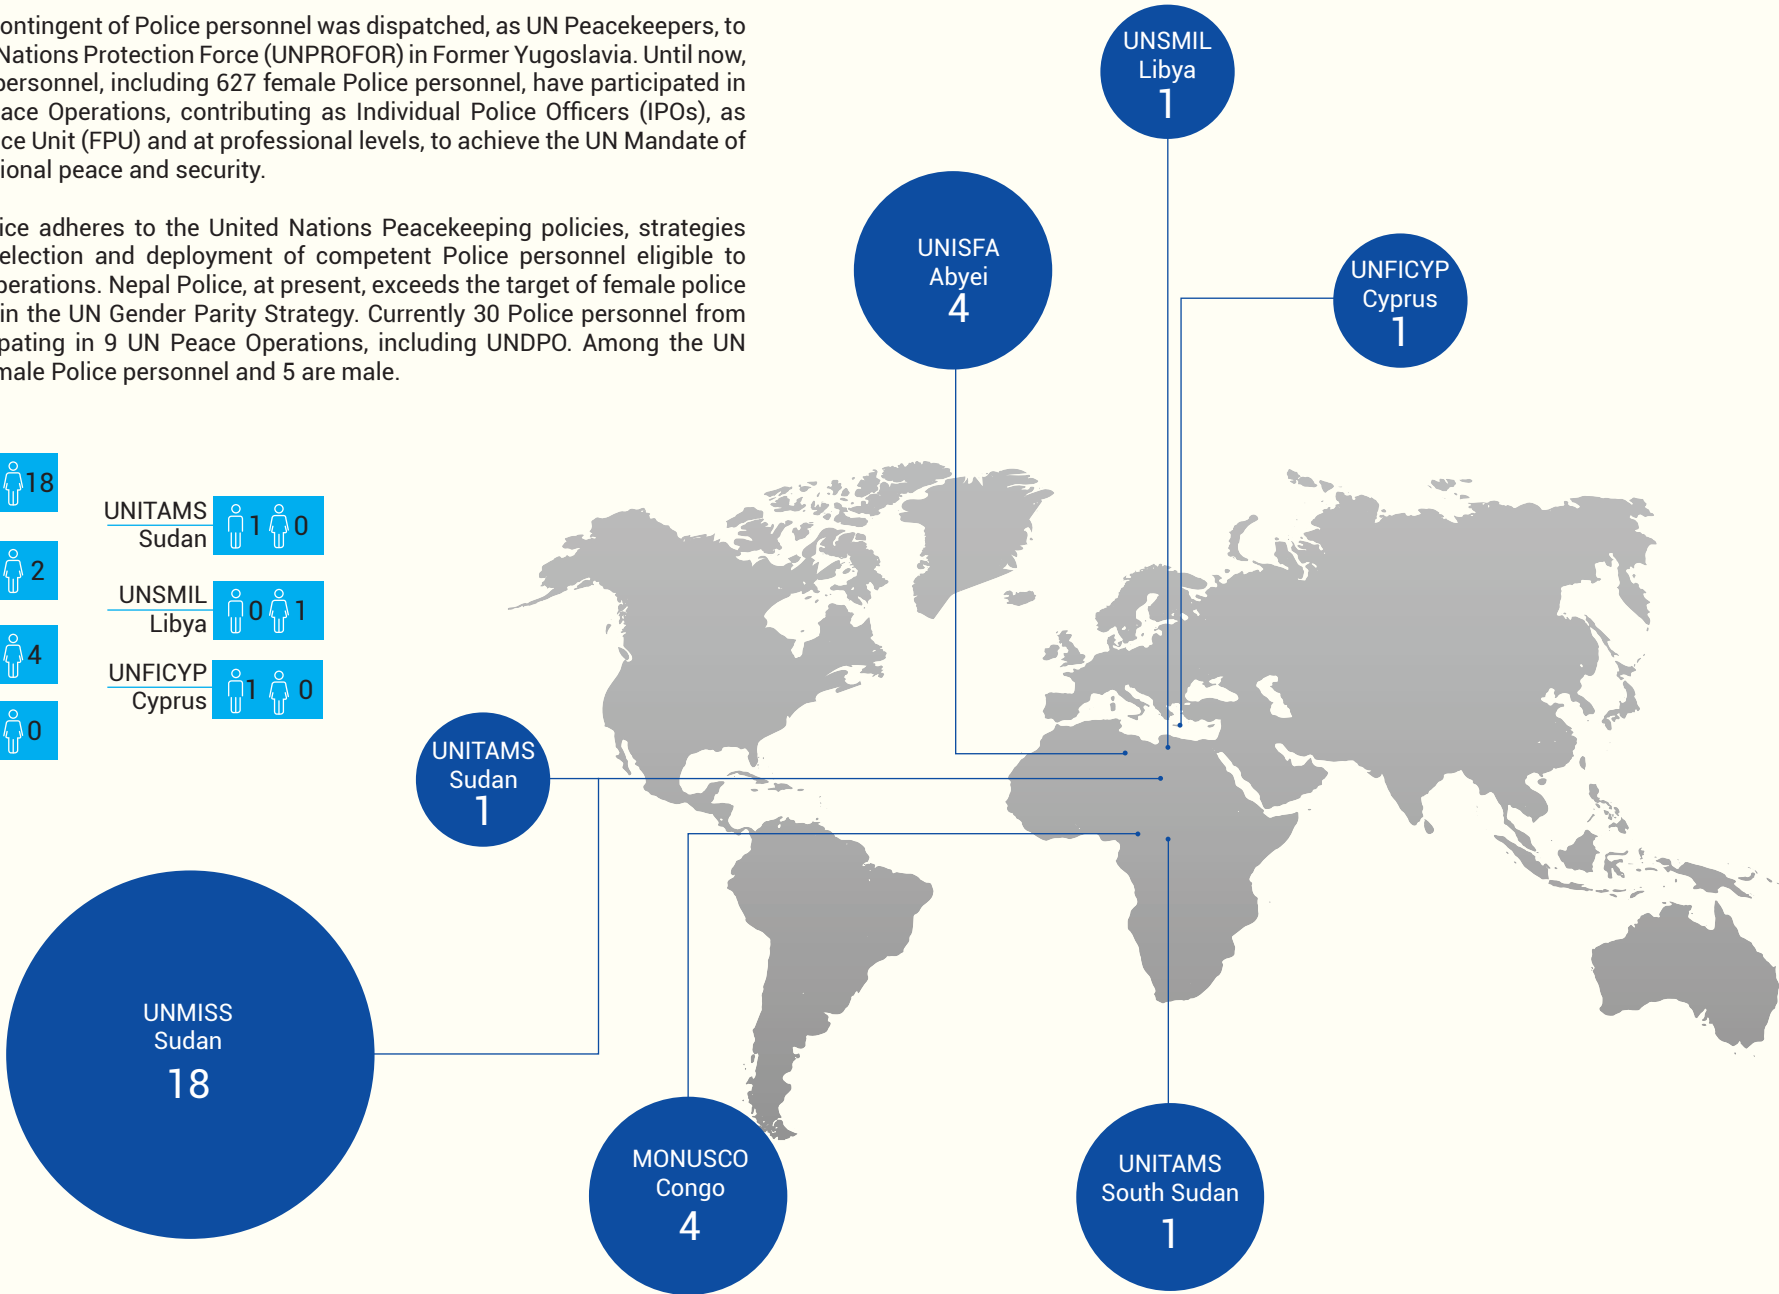 ontingent of Police personnel was dispatched, as UN Peacekeepers, to
Nations Protection Force (UNPROFOR) in Former Yugoslavia. Until now,
personnel, including 627 female Police personnel, have participated in
ace Operations, contributing as Individual Police Officers (IPOs), as
ce Unit (FPU) and at professional levels, to achieve the UN Mandate of
ional peace and security.
ice adheres to the United Nations Peacekeeping policies, strategies
election and deployment of competent Police personnel eligible to
perations. Nepal Police, at present, exceeds the target of female police
in the UN Gender Parity Strategy. Currently 30 Police personnel from
pating in 9 UN Peace Operations, including UNDPO. Among the UN
male Police personnel and 5 are male.
18
2
4
0
UNITAMS
Sudan
1 0
UNSMIL
Libya
0 1
UNFICYP
Cyprus
1 0
UNSMIL
Libya
1
UNISFA
Abyei
4
UNFICYP
Cyprus
1
UNITAMS
Sudan
1
UNMISS
Sudan
18
MONUSCO
Congo
4
UNITAMS
South Sudan
1